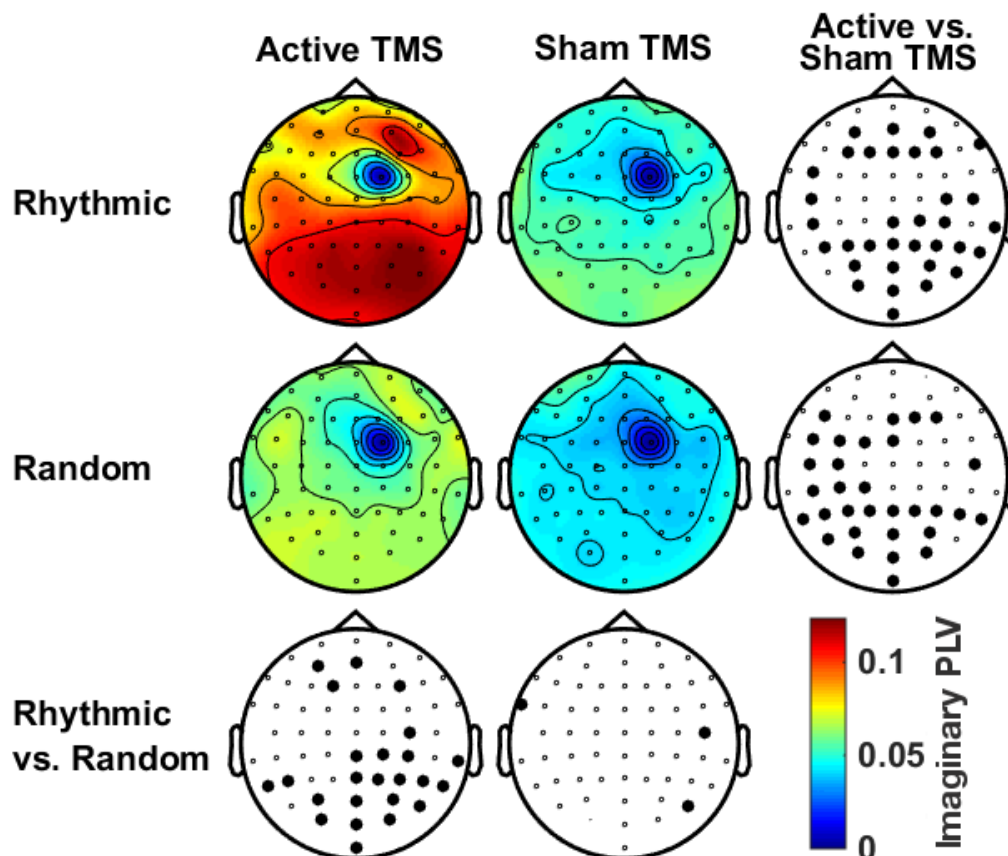 Active TMS
Sham TMS
Active vs.
Sham TMS
Rhythmic
Random
Rhythmic
vs. Random
0.1
0.05
0
Imaginary PLV